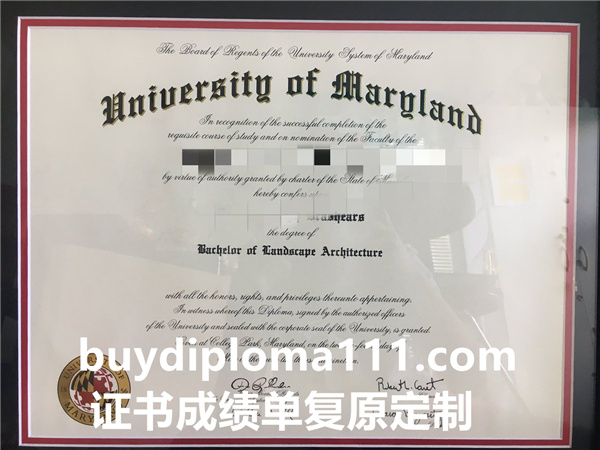 The Board of Regents of the University System of Maryland
University of Maryland
In recognition of the successful completion of the
requisite course of study and on nomination of the Faculty of the
by virtue of authority granted by charter of the State of
hereby confers
the degree of
Bachelor of Landscape Architecture
with all the honors, rights, and privileges thereunto appertaining.
In witness whereof this Diploma, signed by the authorized officers
of the University and sealed with the corporate seal of the University, is granted.
at College Park, Maryland, on the
buydiploma111.com
证书成绩单复原定制